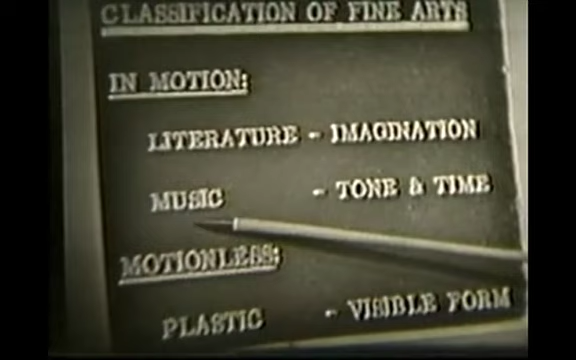 CLASSIFICATION OF FINE ARTS
IN MOTION:
LITERATURE - IMAGINATION
MUSIC - TONE & TIME
MOTIONLESS:
PLASTIC - VISIBLE FORM